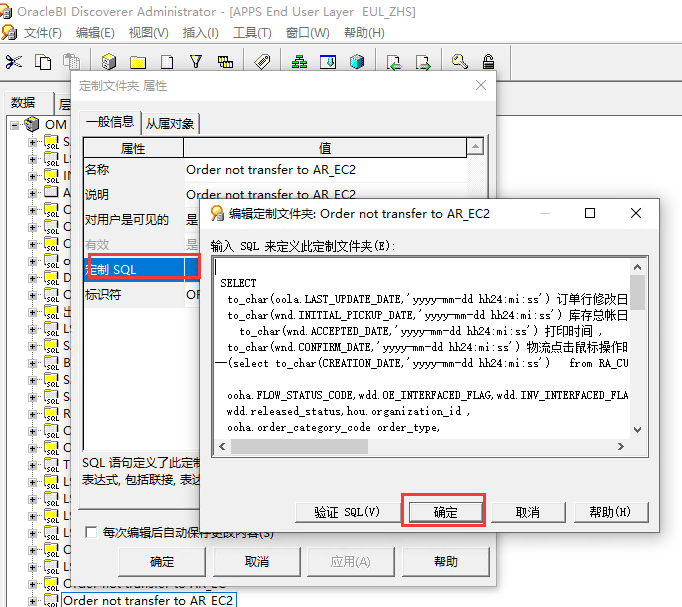 OracleBI Discoverer Administrator - [APPS End User Layer EUL_ZHS]
文件(F) 编辑(E) 视图(V) 插入(I) 工具(T) 窗口(W) 帮助(H)
数据
OM
定制文件夹 属性
一般信息 从属对象
属性 值
名称 Order not transfer to AR_EC2
说明 Order not transfer to AR_EC2
对用户是可见的 是
有效 是
定制 SQL
标识符
SQL 语句定义了此定制
表达式, 包括联接, 表达
每次编辑后自动保存更改内容(S)
确定 取消 应用(A) 帮助
编辑定制文件夹: Order not transfer to AR_EC2
输入 SQL 来定义此定制文件夹(E):
SELECT
to_char(oola.LAST_UPDATE_DATE,'yyyy-mm-dd hh24:mi:ss') 订单行修改日
to_char(wnd.INITIAL_PICKUP_DATE,'yyyy-mm-dd hh24:mi:ss') 库存总帐日
to_char(wnd.ACCEPTED_DATE,'yyyy-mm-dd hh24:mi:ss') 打印时间 ,
to_char(wnd.CONFIRM_DATE,'yyyy-mm-dd hh24:mi:ss') 物流点击鼠标操作时
--(select to_char(CREATION_DATE,'yyyy-mm-dd hh24:mi:ss') from RA_CU
ooha.FLOW_STATUS_CODE,wdd.OE_INTERFACED_FLAG,wdd.INV_INTERFACED_FLA
wdd.released_status,hou.organization_id ,
ooha.order_category_code order_type,
验证 SQL(V) 确定 取消 帮助(H)
Order not transfer to AR_EC2